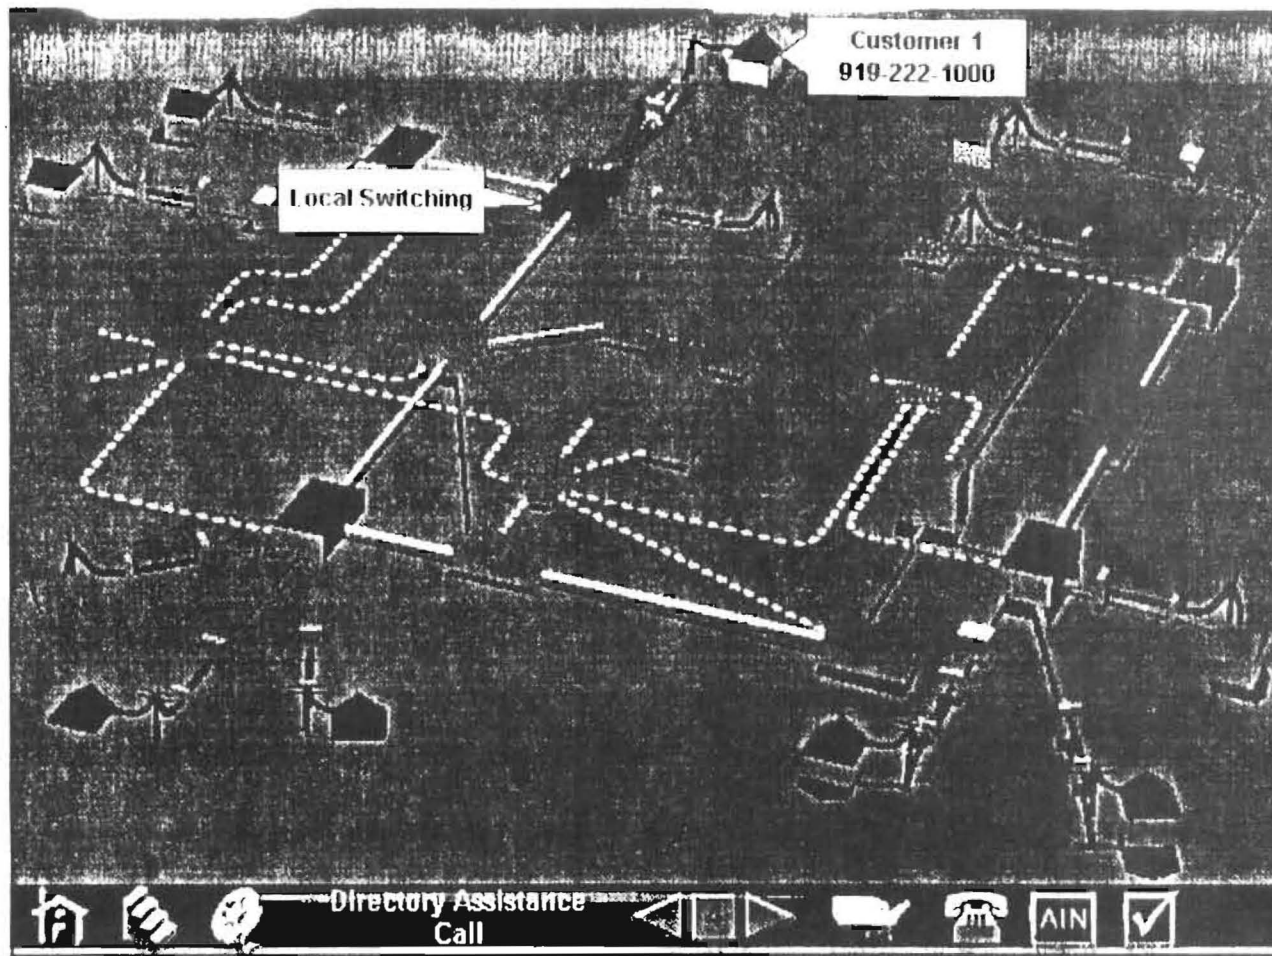 Customer 1
919-222-1000
Local Switching
Directory Assistance
Call
AIN